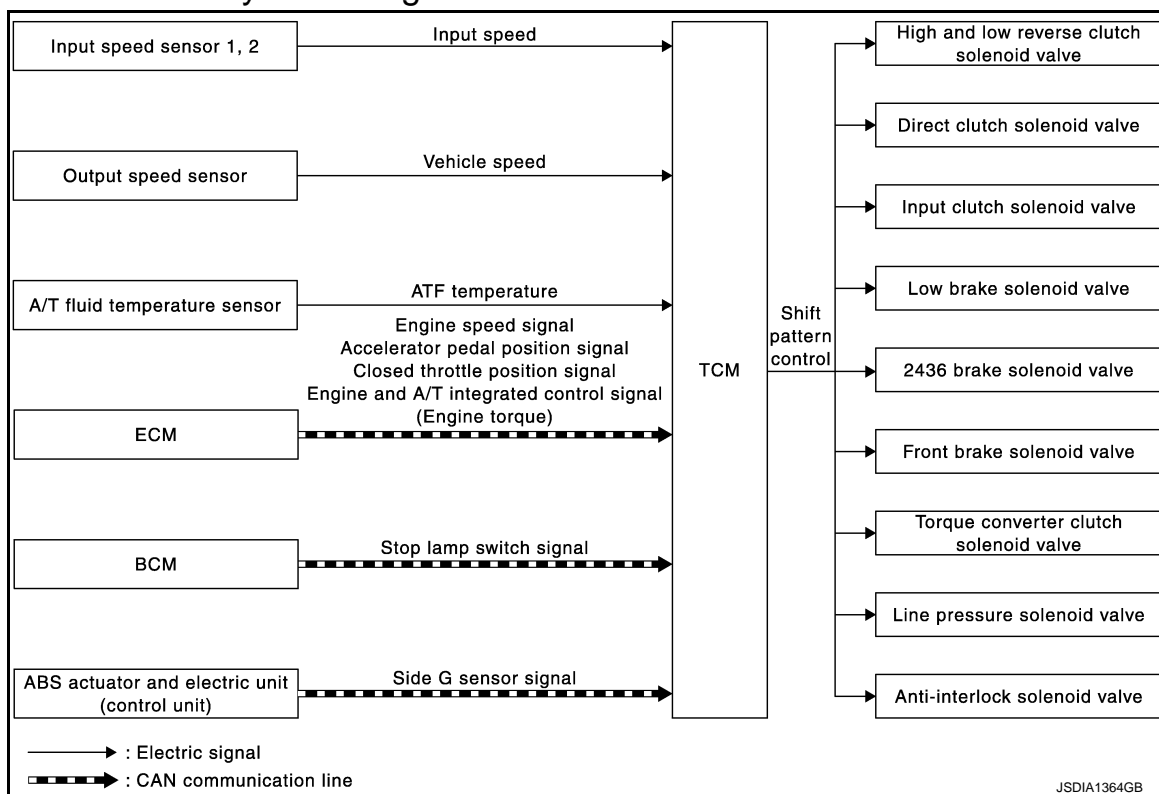 Input speed sensor 1, 2
Input speed
Output speed sensor
Vehicle speed
A/T fluid temperature sensor
ATF temperature
Engine speed signal
Accelerator pedal position signal
Closed throttle position signal
Engine and A/T integrated control signal
(Engine torque)
ECM
BCM
Stop lamp switch signal
ABS actuator and electric unit
(control unit)
Side G sensor signal
TCM
Shift
pattern
control
High and low reverse clutch
solenoid valve
Direct clutch solenoid valve
Input clutch solenoid valve
Low brake solenoid valve
2436 brake solenoid valve
Front brake solenoid valve
Torque converter clutch
solenoid valve
Line pressure solenoid valve
Anti-interlock solenoid valve
: Electric signal
: CAN communication line
JSDIA1364GB